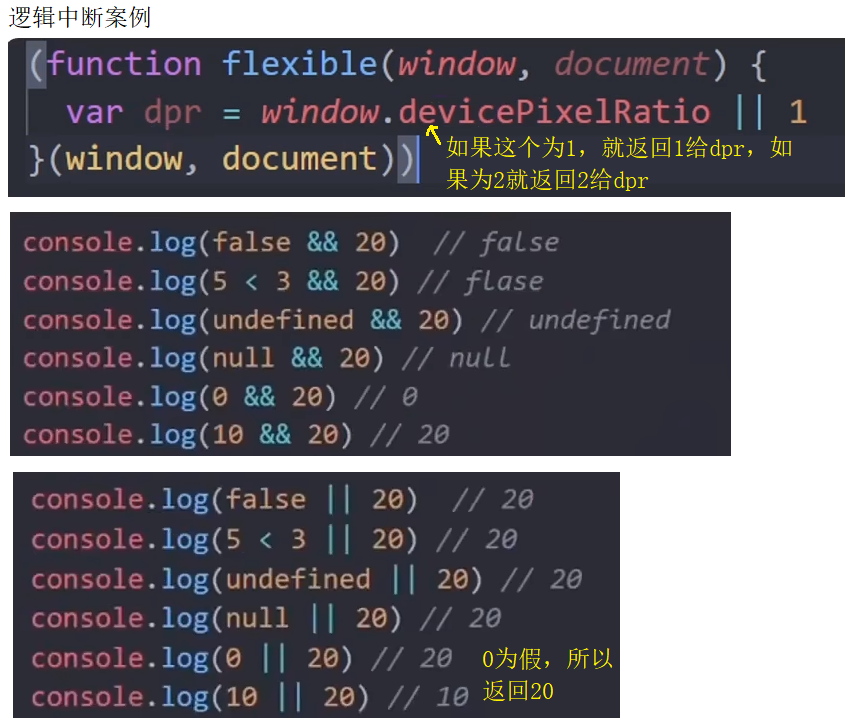 逻辑中断案例
(function flexible(window, document) {
var dpr = window.devicePixelRatio || 1
}(window, document))
如果这个为1，就返回1给dpr，如
果为2就返回2给dpr
console.log(false && 20) // false
console.log(5 < 3 && 20) // flase
console.log(undefined && 20) // undefined
console.log(null && 20) // null
console.log(0 && 20) // 0
console.log(10 && 20) // 20
console.log(false || 20) // 20
console.log(5 < 3 || 20) // 20
console.log(undefined || 20) // 20
console.log(null || 20) // 20
console.log(0 || 20) // 20
console.log(10 || 20) // 10
0为假，所以
返回20